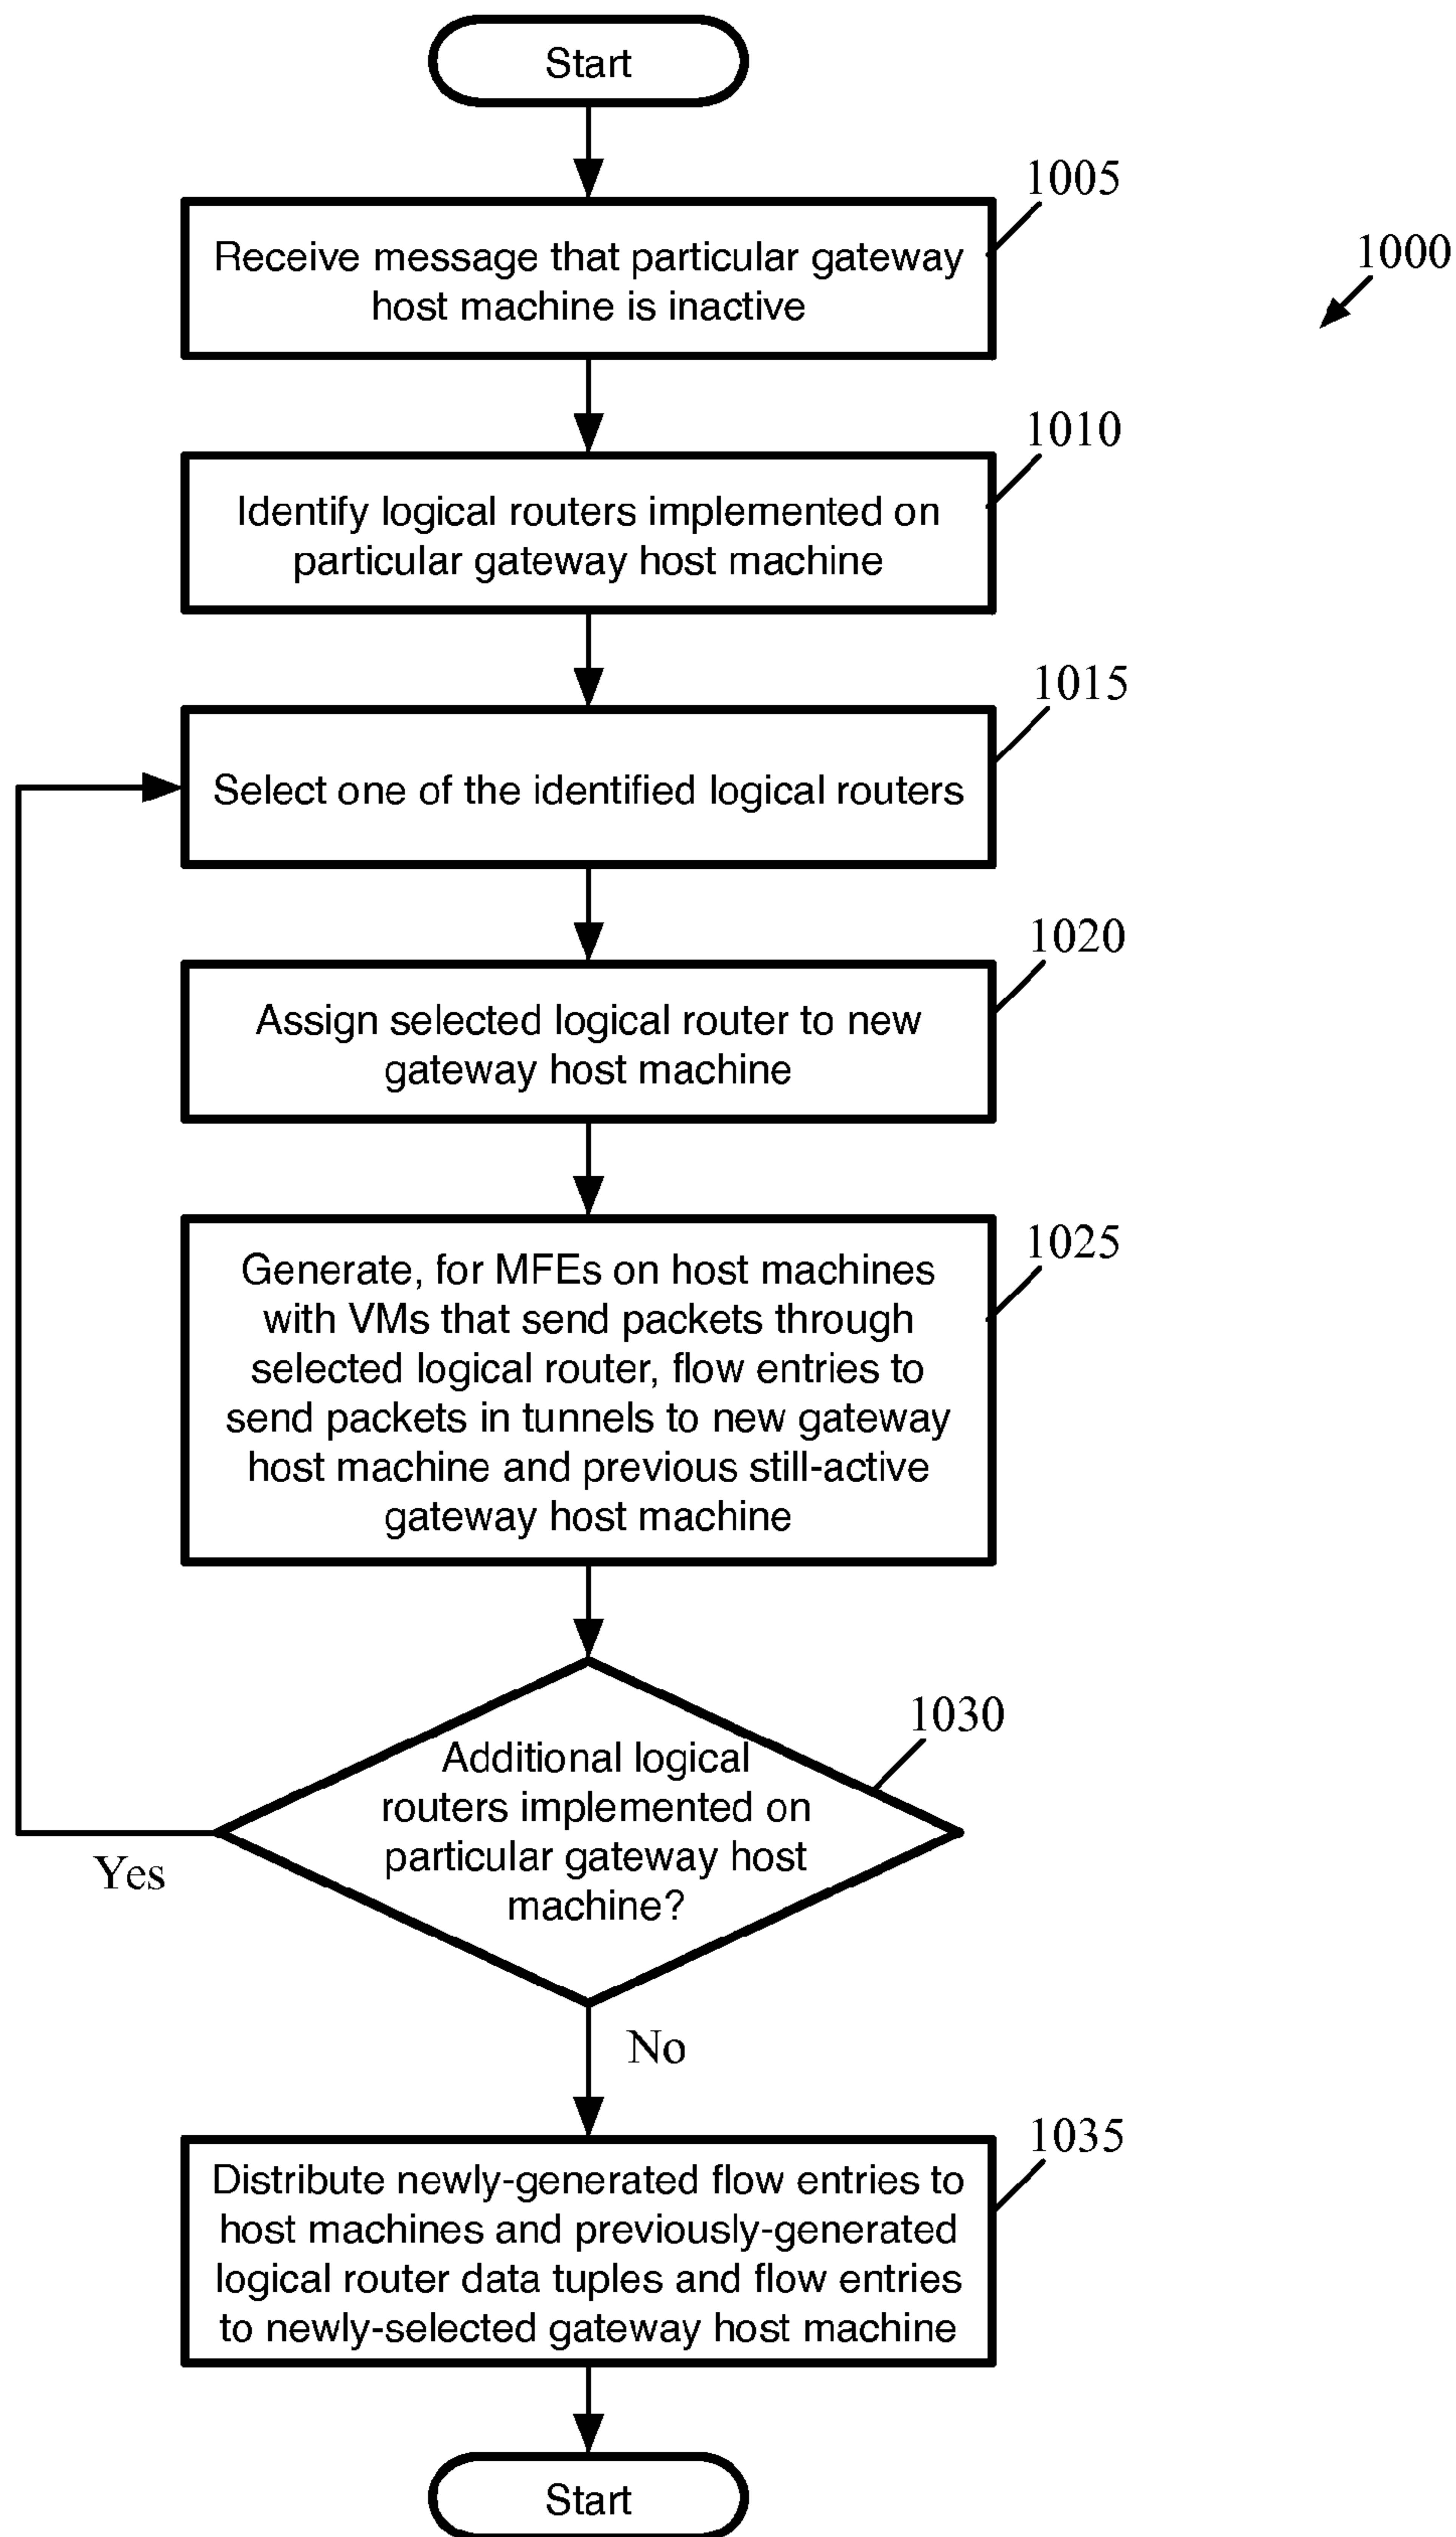 Start
1005
Receive message that particular gateway
host machine is inactive
1000
1010
Identify logical routers implemented on
particular gateway host machine
1015
Select one of the identified logical routers
1020
Assign selected logical router to new
gateway host machine
1025
Generate, for MFEs on host machines
with VMs that send packets through
selected logical router, flow entries to
send packets in tunnels to new gateway
host machine and previous still-active
gateway host machine
1030
Additional logical
routers implemented on
particular gateway host
machine?
Yes
No
1035
Distribute newly-generated flow entries to
host machines and previously-generated
logical router data tuples and flow entries
to newly-selected gateway host machine
Start